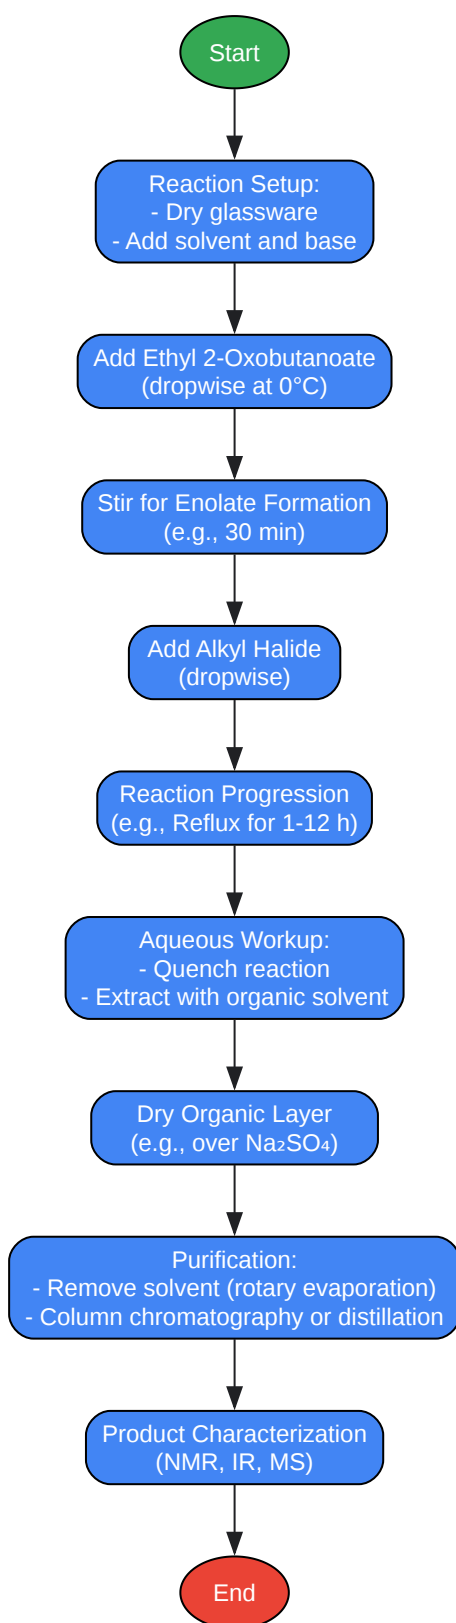 Start
Reaction Setup:
- Dry glassware
- Add solvent and base
Add Ethyl 2-Oxobutanoate
(dropwise at 0°C)
Stir for Enolate Formation
(e.g., 30 min)
Add Alkyl Halide
(dropwise)
Reaction Progression
(e.g., Reflux for 1-12 h)
Aqueous Workup:
- Quench reaction
- Extract with organic solvent
Dry Organic Layer
(e.g., over Na₂SO₄)
Purification:
- Remove solvent (rotary evaporation)
- Column chromatography or distillation
Product Characterization
(NMR, IR, MS)
End